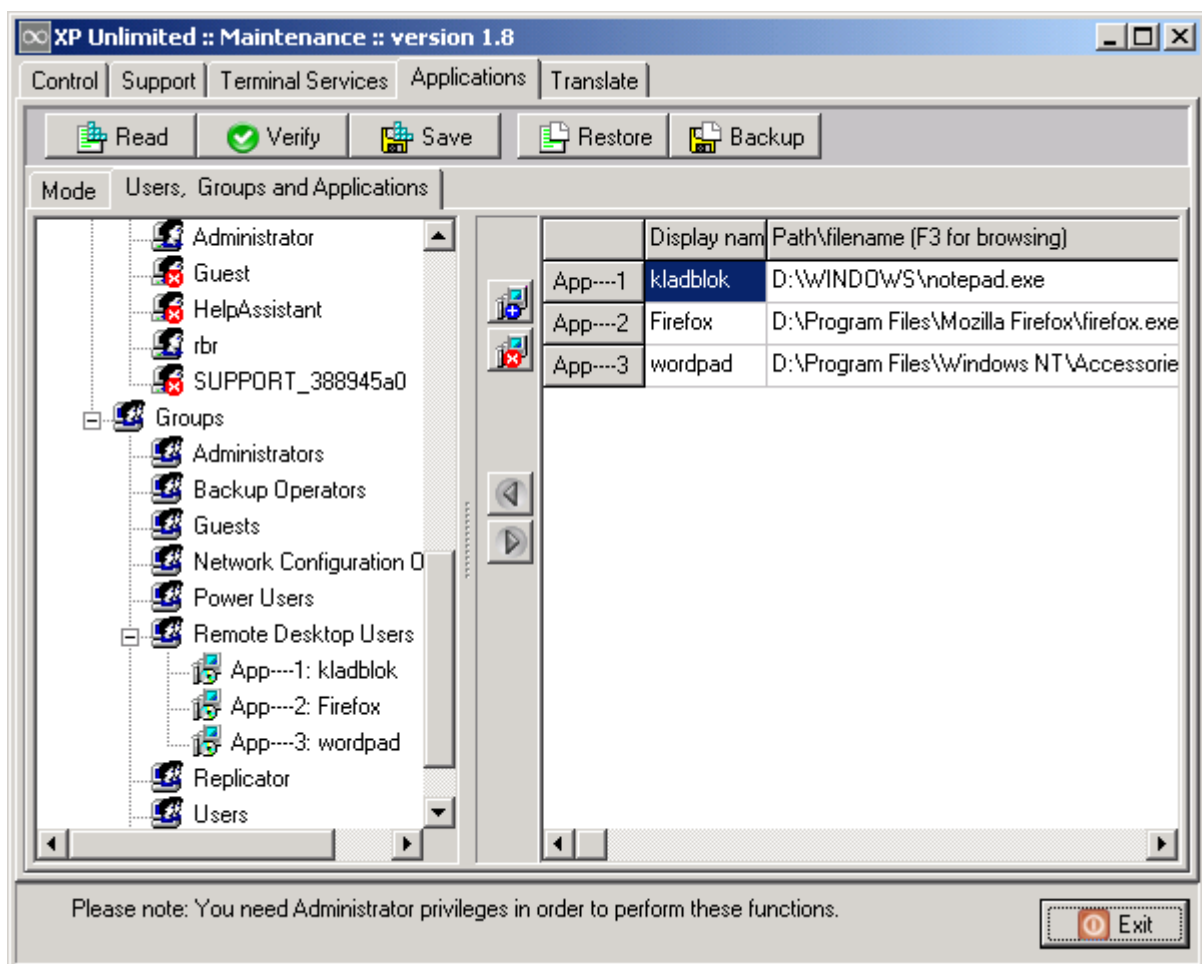 XP Unlimited :: Maintenance :: version 1.8
Control Support Terminal Services Applications Translate
Read Verify Save Restore Backup
Mode Users, Groups and Applications
Administrator
Guest
HelpAssistant
rbr
SUPPORT_388945a0
Groups
Administrators
Backup Operators
Guests
Network Configuration O
Power Users
Remote Desktop Users
App----1: kladblok
App----2: Firefox
App----3: wordpad
Replicator
Users
Display nam Path\filename (F3 for browsing)
App----1 kladblok D:\WINDOWS\notepad.exe
App----2 Firefox D:\Program Files\Mozilla Firefox\firefox.exe
App----3 wordpad D:\Program Files\Windows NT\Accessorie
Please note: You need Administrator privileges in order to perform these functions.
Exit